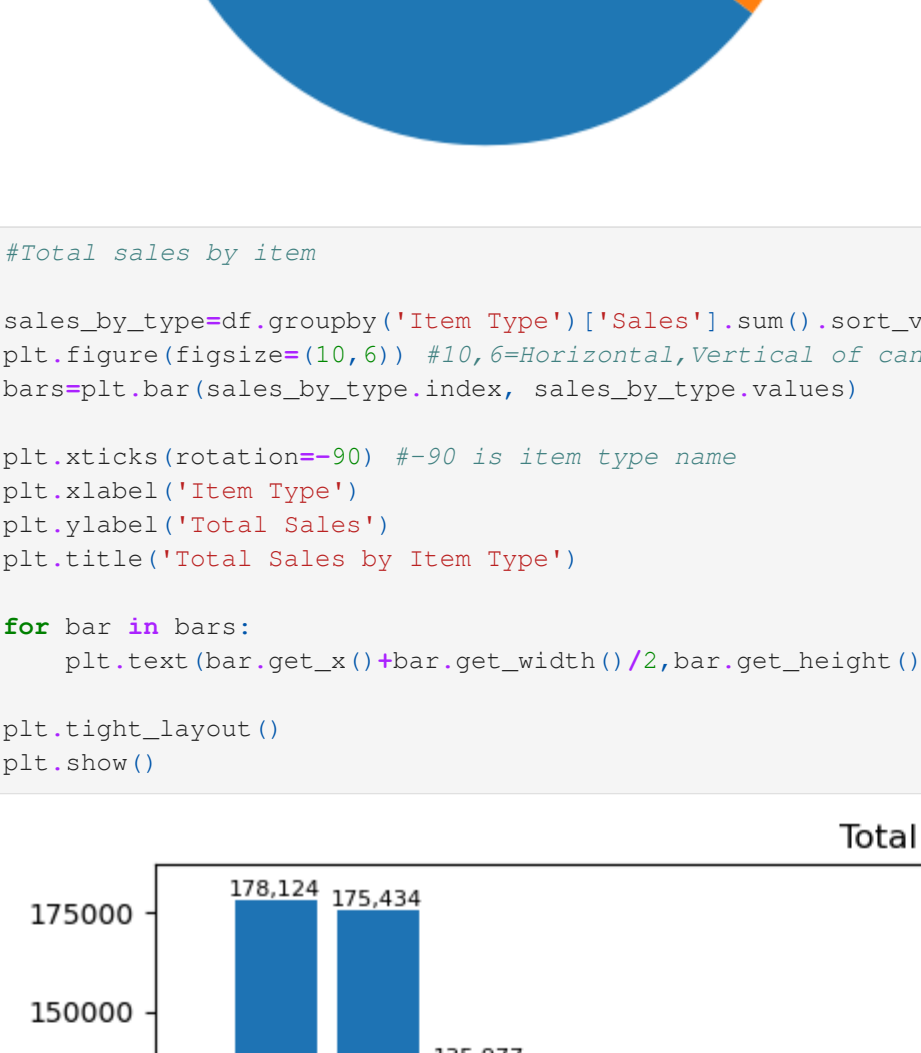 #Total sales by item
sales_by_type=df.groupby('Item Type')['Sales'].sum().sort_v
plt.figure(figsize=(10,6)) #10,6=Horizontal,Vertical of can
bars=plt.bar(sales_by_type.index, sales_by_type.values)
plt.xticks(rotation=-90) #-90 is item type name
plt.xlabel('Item Type')
plt.ylabel('Total Sales')
plt.title('Total Sales by Item Type')
for bar in bars:
    plt.text(bar.get_x()+bar.get_width()/2,bar.get_height()
plt.tight_layout()
plt.show()
Total
178,124 175,434
175000
150000